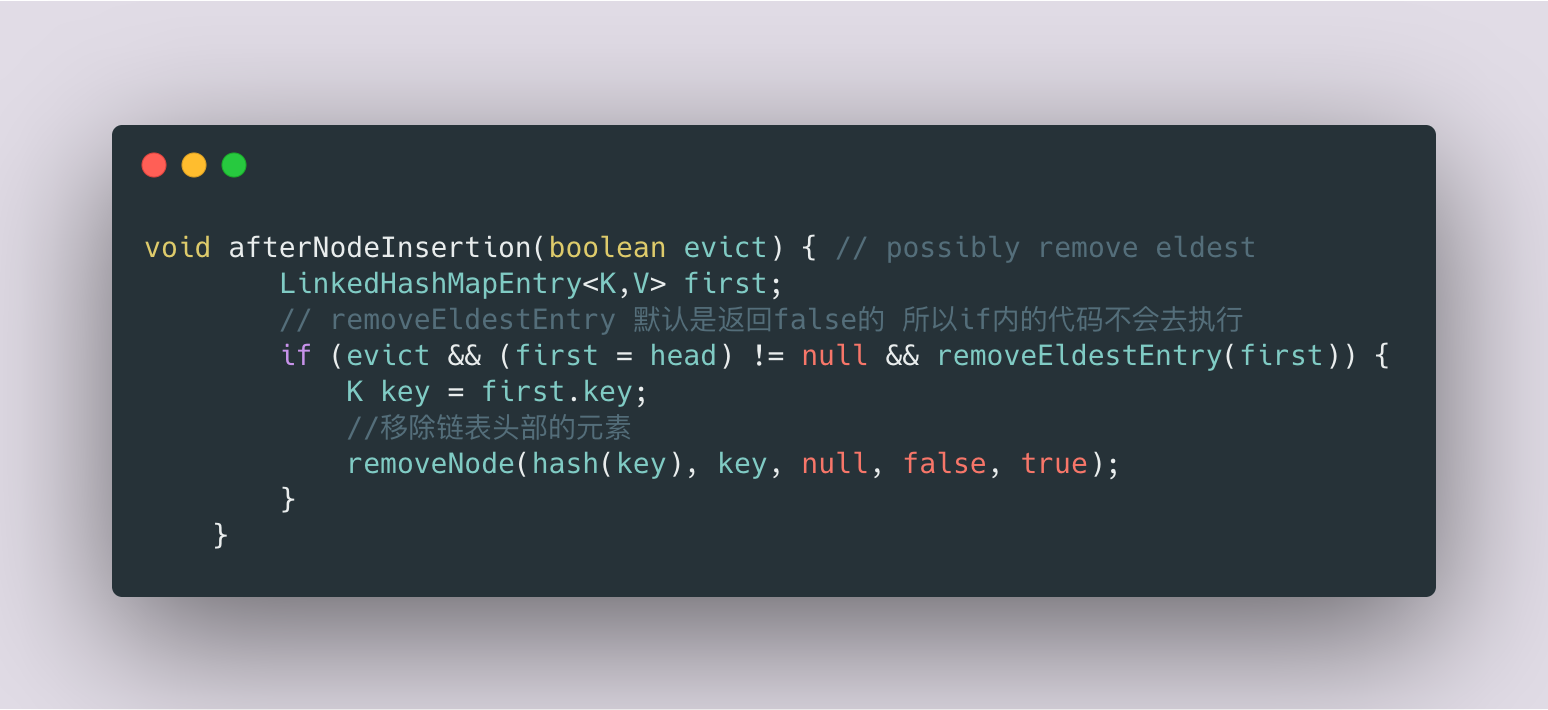 void afterNodeInsertion(boolean evict) { // possibly remove eldest
LinkedHashMapEntry<K,V> first;
// removeEldestEntry 默认是返回false的 所以if内的代码不会去执行
if (evict && (first = head) != null && removeEldestEntry(first)) {
K key = first.key;
//移除链表头部的元素
removeNode(hash(key), key, null, false, true);
}
}